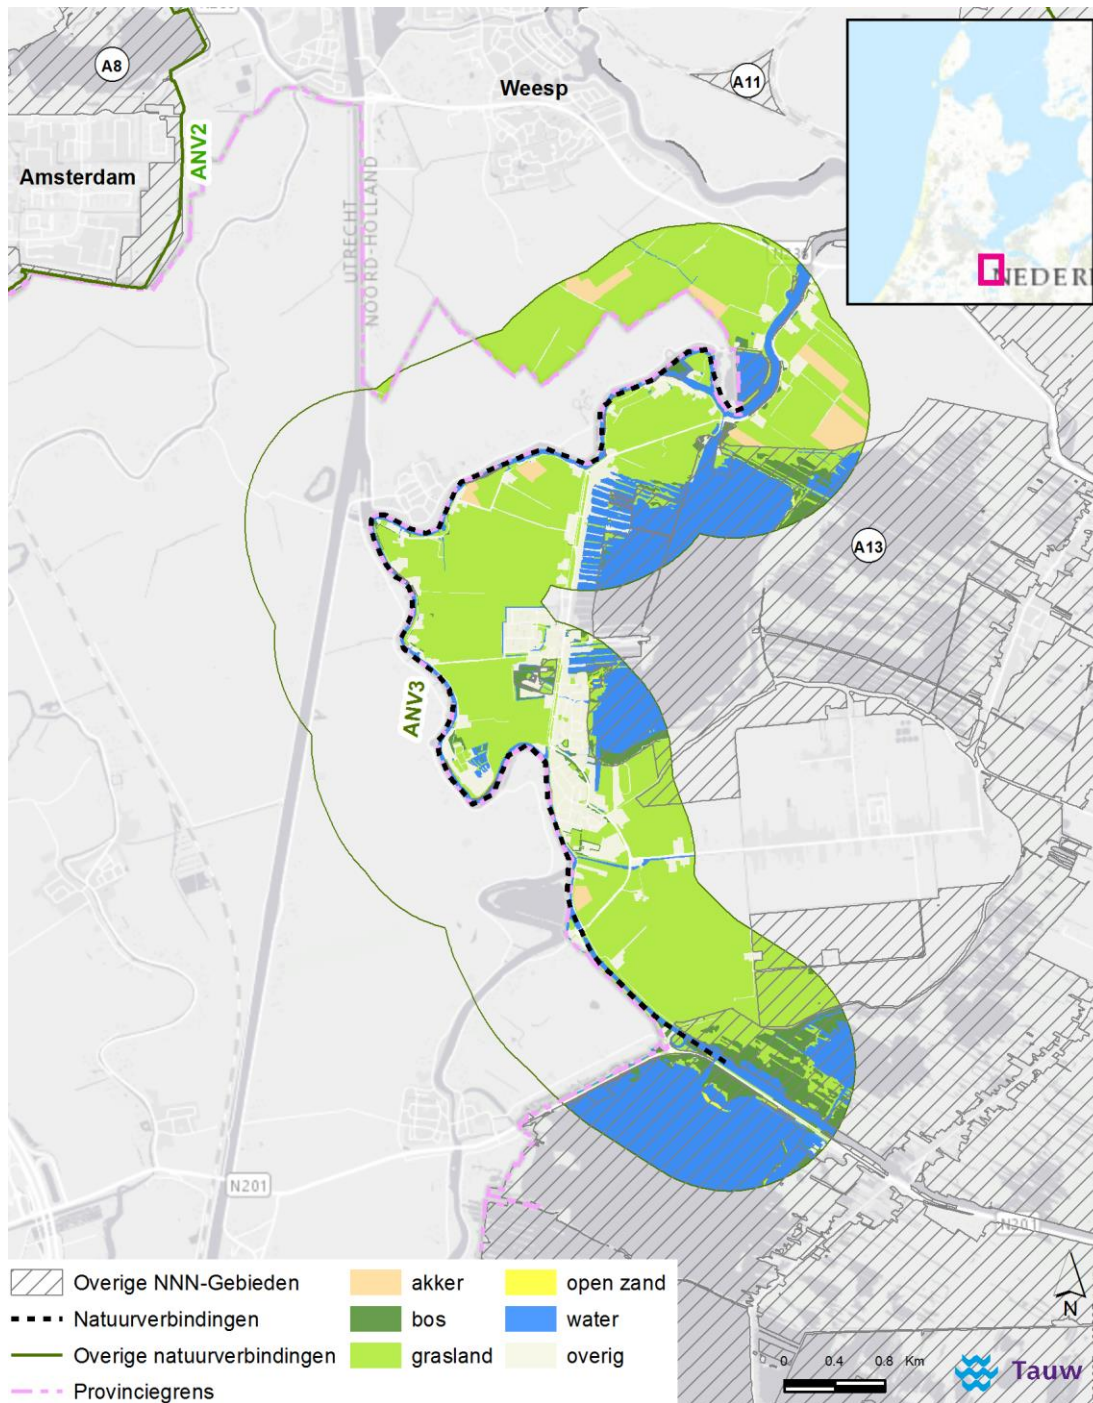 A8
Weesp
A11
ANV2
Amsterdam
UTRECHT
NOORD-HOLLAND
NEDER
A13
ANV3
N201
N201
Overige NNN-Gebieden
Natuurverbindingen
Overige natuurverbindingen
Provinciegrens
akker
bos
grasland
open zand
water
overig
0 0.4 0.8 Km
N
Tauw